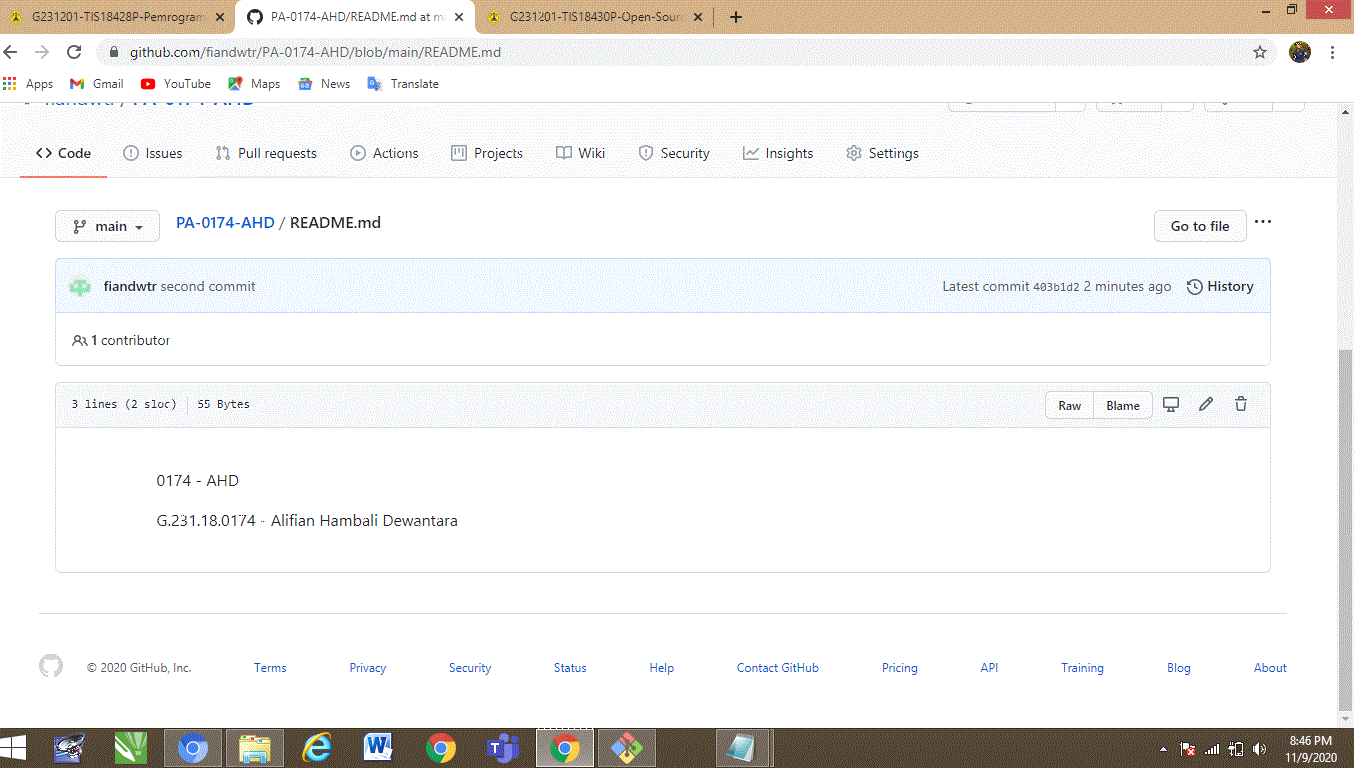 G231201-TIS18428P-Pemrogram
PA-0174-AHD/README.md at m
G231201-TIS18430P-Open-Sour
github.com/fiandwtr/PA-0174-AHD/blob/main/README.md
Apps Gmail YouTube Maps News Translate
Code Issues Pull requests Actions Projects Wiki Security Insights Settings
main PA-0174-AHD / README.md Go to file
fiandwtr second commit Latest commit 403b1d2 2 minutes ago History
1 contributor
3 lines (2 sloc) 55 Bytes Raw Blame
0174 - AHD
G.231.18.0174 - Alifian Hambali Dewantara
© 2020 GitHub, Inc. Terms Privacy Security Status Help Contact GitHub Pricing API Training Blog About
8:46 PM
11/9/2020